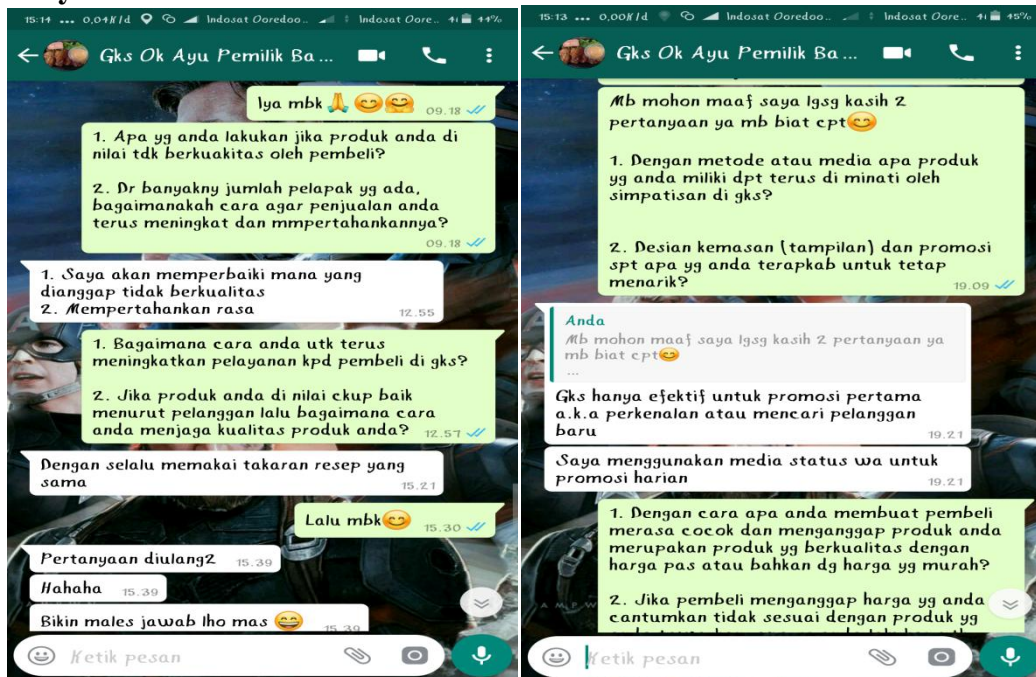 15:14 ... 0,04K/d Indosat Ooredoo.. Indosat Oore.. 4i 44%
Gks Ok Ayu Pemilik Ba...
Iya mbk🙏😊🤗 09.18
1. Apa yg anda lakukan jika produk anda di
nilai tdk berkuakitas oleh pembeli?
2. Dr banyakny jumlah pelapak yg ada,
bagaimanakah cara agar penjualan anda
terus meningkat dan mmpertahankannya?
09.18
1. Saya akan memperbaiki mana yang
dianggap tidak berkualitas
2. Mempertahankan rasa 12.55
1. Bagaimana cara anda utk terus
meningkatkan pelayanan kpd pembeli di gks?
2. Jika produk anda di nilai ckup baik
menurut pelanggan lalu bagaimana cara
anda menjaga kualitas produk anda? 12.57
Dengan selalu memakai takaran resep yang
sama 15.21
Lalu mbk😊 15.30
Pertanyaan diulang2 15.39
Hahaha 15.39
Bikin males jawab lho mas 😄 15.39
Ketik pesan
15:13 ... 0,00K/d Indosat Ooredoo.. Indosat Oore.. 4i 45%
Gks Ok Ayu Pemilik Ba...
Mb mohon maaf saya lgsg kasih 2
pertanyaan ya mb biat cpt😊
1. Dengan metode atau media apa produk
yg anda miliki dpt terus di minati oleh
simpatisan di gks?
2. Desian kemasan (tampilan) dan promosi
spt apa yg anda terapkab untuk tetap
menarik? 19.09
Anda
Mb mohon maaf saya lgsg kasih 2 pertanyaan ya
mb biat cpt😊
...
Gks hanya efektif untuk promosi pertama
a.k.a perkenalan atau mencari pelanggan
baru 19.21
Saya menggunakan media status wa untuk
promosi harian 19.21
1. Dengan cara apa anda membuat pembeli
merasa cocok dan menganggap produk anda
merupakan produk yg berkualitas dengan
harga pas atau bahkan dg harga yg murah?
2. Jika pembeli menganggap harga yg anda
cantumkan tidak sesuai dengan produk yg
Ketik pesan